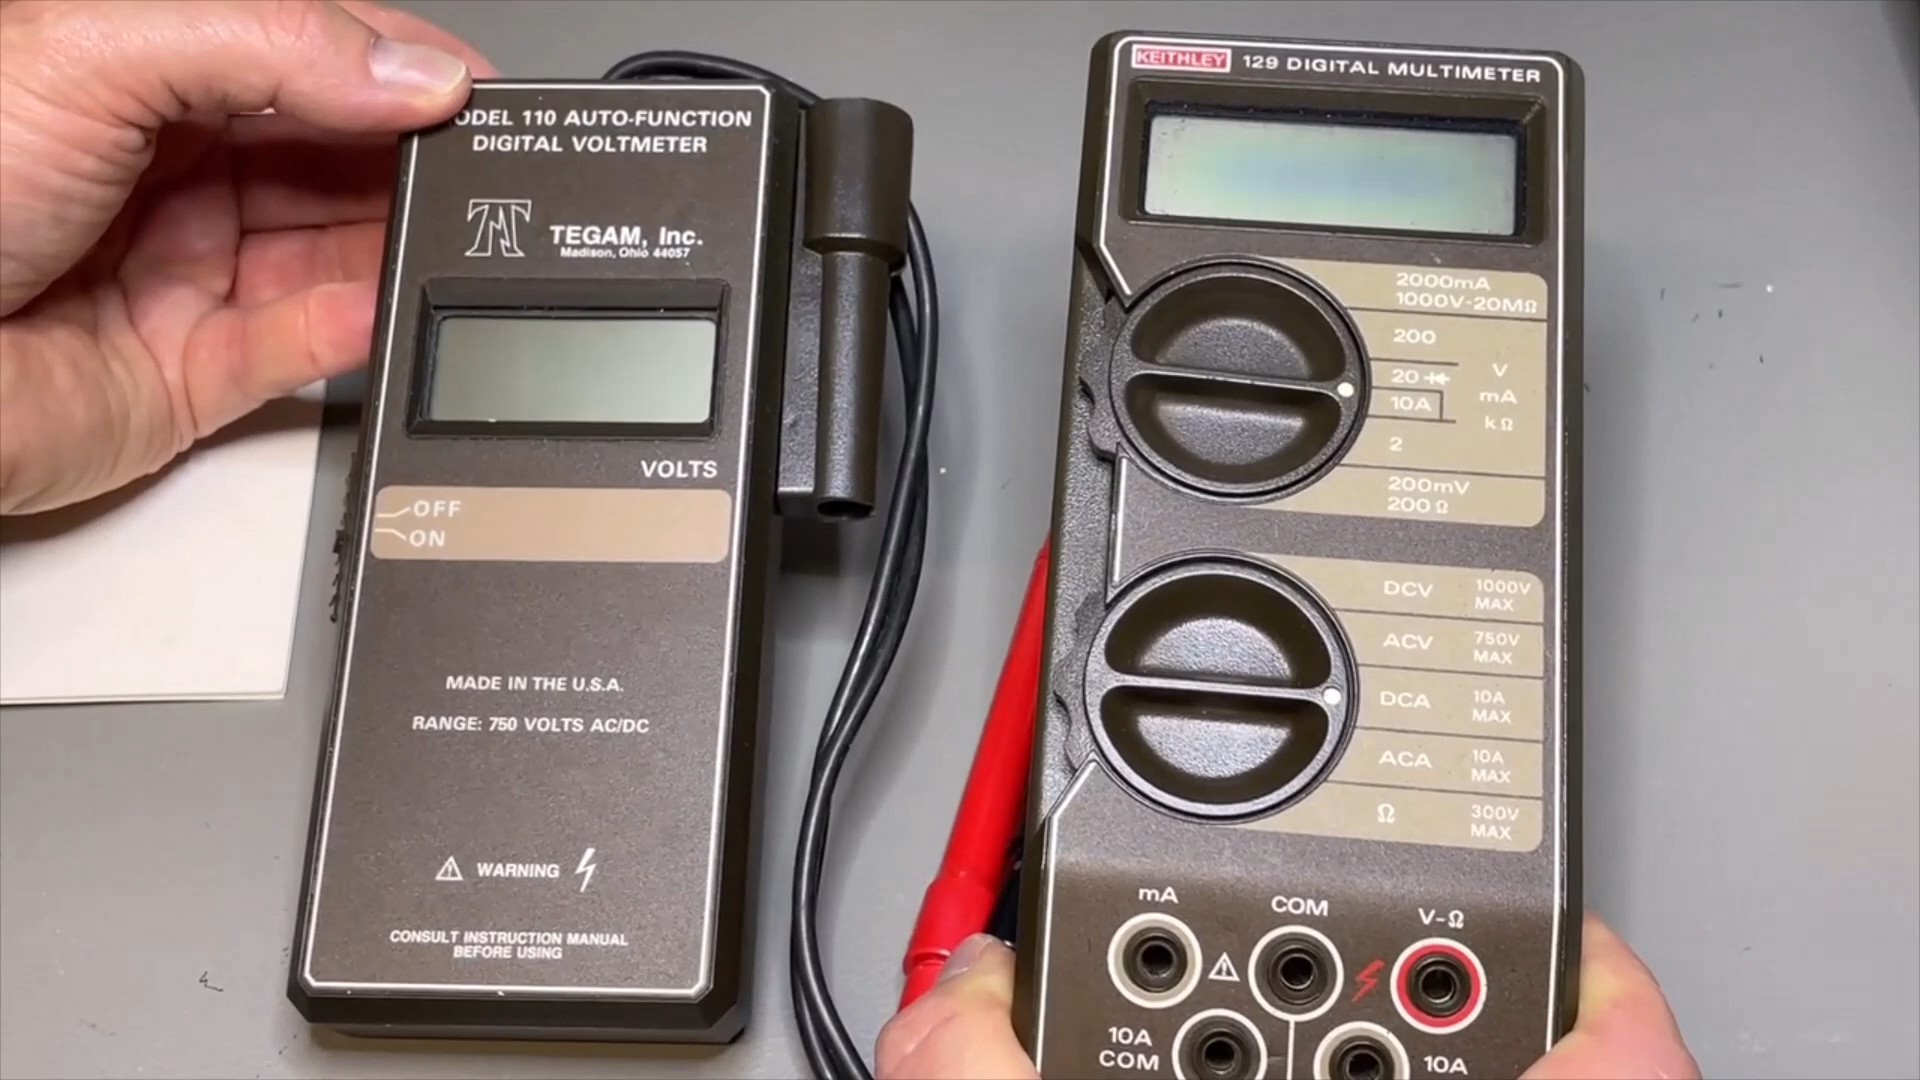 ODEL 110 AUTO-FUNCTION
DIGITAL VOLTMETER
TEGAM, Inc.
Madison, Ohio 44057
VOLTS
OFF
ON
MADE IN THE U.S.A.
RANGE: 750 VOLTS AC/DC
WARNING
CONSULT INSTRUCTION MANUAL
BEFORE USING
KEITHLEY 129 DIGITAL MULTIMETER
2000mA
1000V-20MΩ
200
20
10A
2
V
mA
kΩ
200mV
200Ω
DCV 1000V MAX
ACV 750V MAX
DCA 10A MAX
ACA 10A MAX
Ω 300V MAX
mA
COM
V-Ω
10A
COM
10A